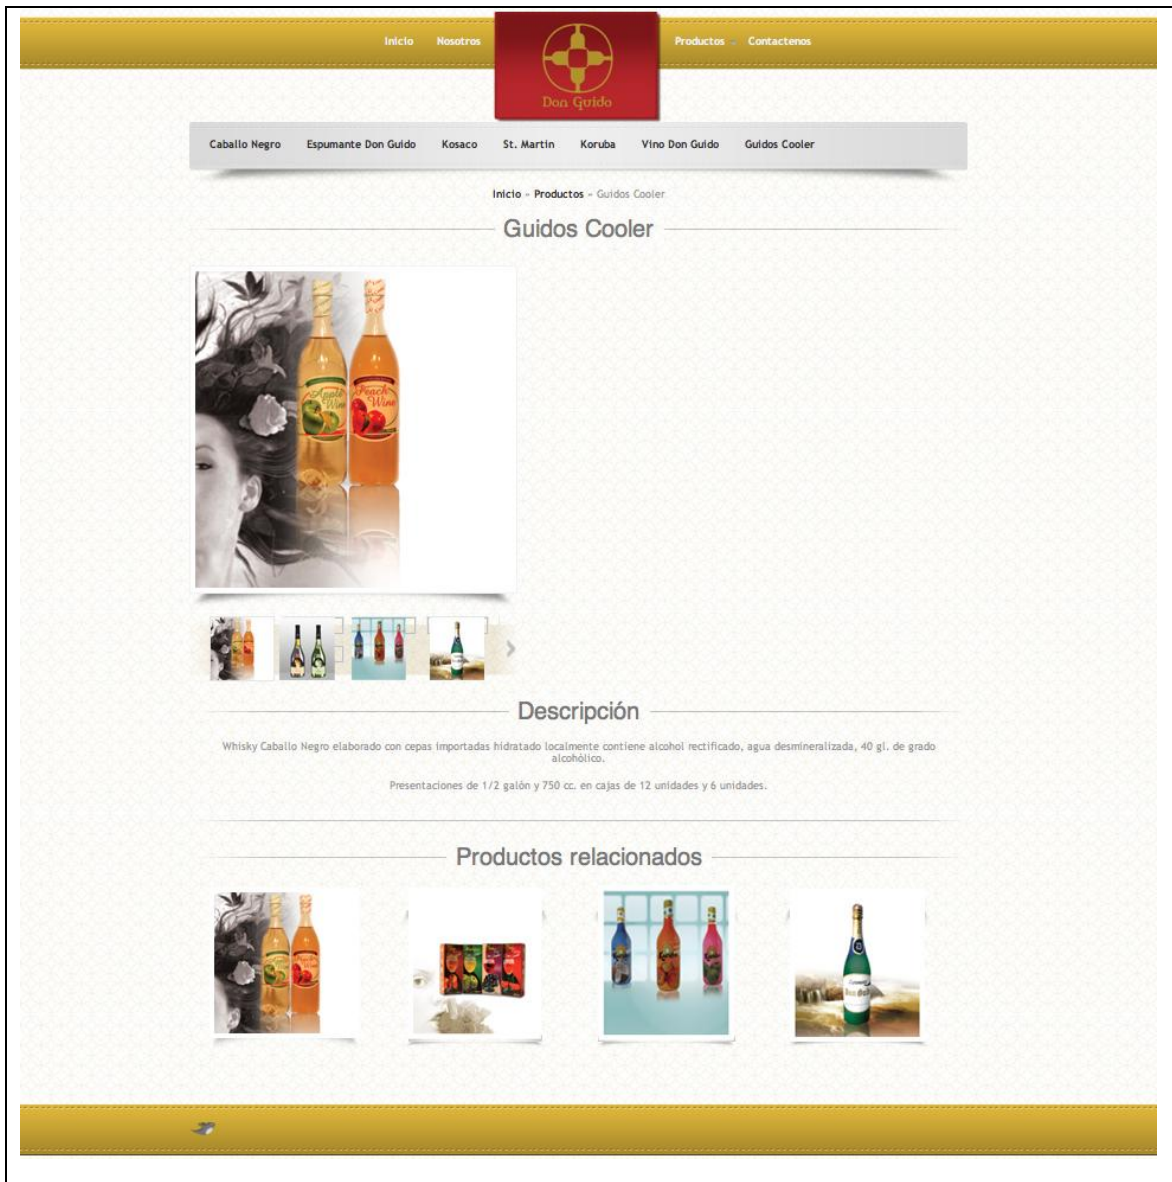 Inicio Nosotros Productos Contactenos
Don Guido
Caballo Negro Espumante Don Guido Kosaco St. Martin Koruba Vino Don Guido Guidos Cooler
Inicio » Productos » Guidos Cooler
Guidos Cooler
Apple Wine
Peach Wine
Descripción
Whisky Caballo Negro elaborado con cepas importadas hidratado localmente contiene alcohol rectificado, agua desmineralizada, 40 gl. de grado
alcohólico.
Presentaciones de 1/2 galón y 750 cc. en cajas de 12 unidades y 6 unidades.
Productos relacionados